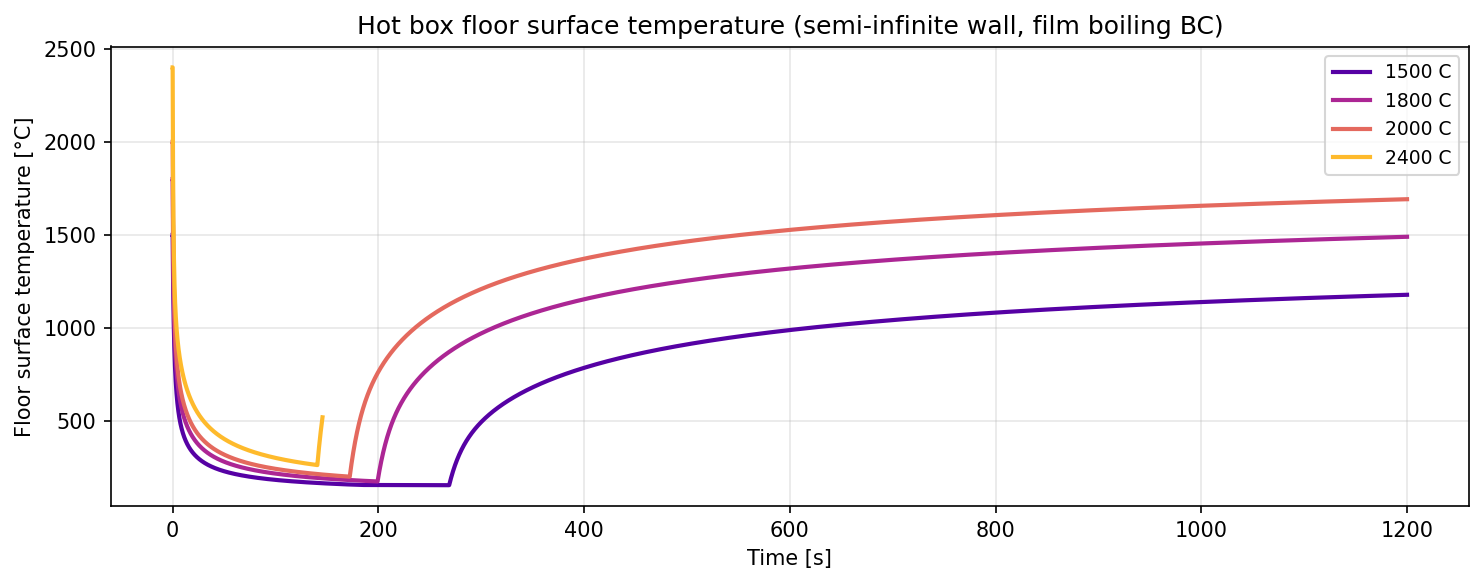 Hot box floor surface temperature (semi-infinite wall, film boiling BC)
Floor surface temperature [°C]
2500
2000
1500
1000
500
1500 C
1800 C
2000 C
2400 C
0
200
400
600
800
1000
1200
Time [s]